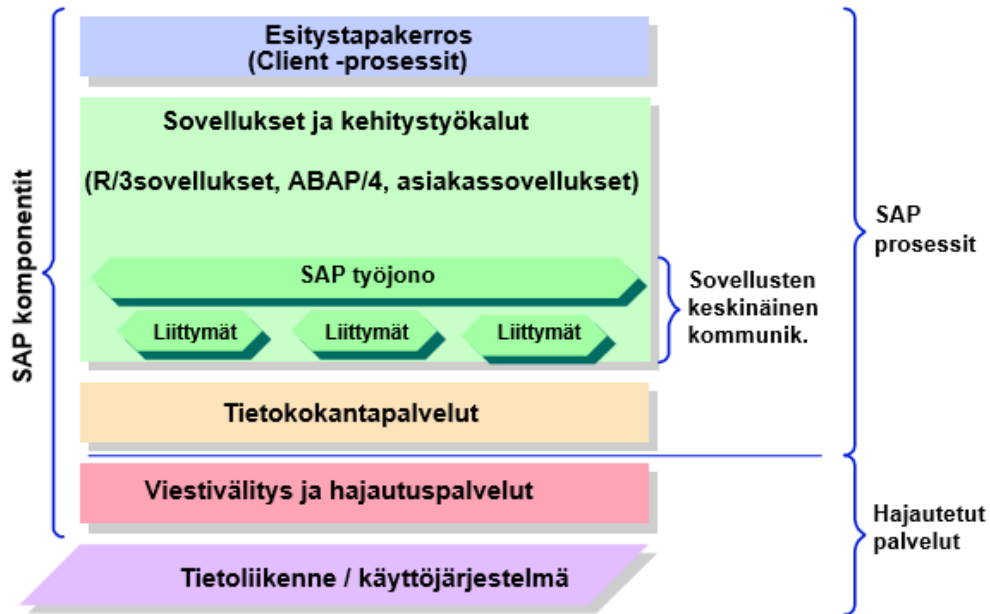 Esitystapakerros
(Client -prosessit)
Sovellukset ja kehitystyökalut
(R/3sovellukset, ABAP/4, asiakassovellukset)
SAP työjono
Liittymät
Liittymät
Liittymät
Tietokokantapalvelut
Viestivälitys ja hajautuspalvelut
Tietoliikenne / käyttöjärjestelmä
SAP komponentit
SAP
prosessit
Sovellusten
keskinäinen
kommunik.
Hajautetut
palvelut